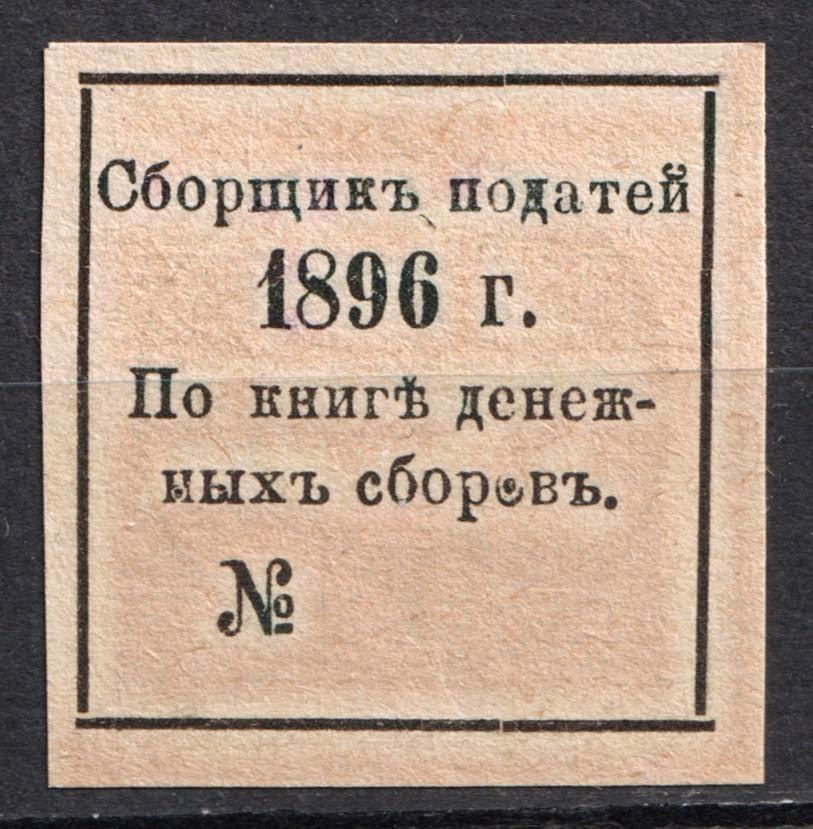 Сборщикъ податей
1896 г.
По книгѣ денеж-
ныхъ сборовъ.
№